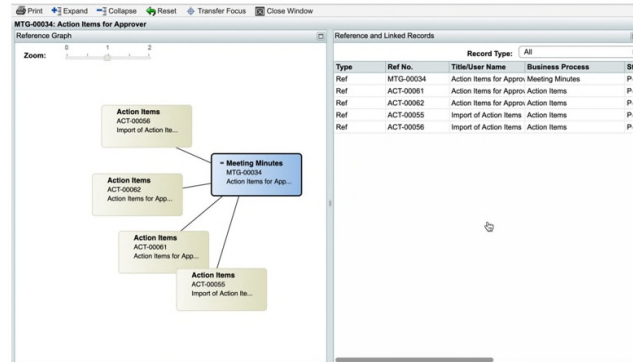 Print Expand Collapse Reset Transfer Focus Close Window
MTG-00034: Action Items for Approver
Reference Graph
Zoom:
0 1 2
Action Items
ACT-00056
Import of Action Ite...
− Meeting Minutes
MTG-00034
Action Items for App...
Action Items
ACT-00062
Action Items for App...
Action Items
ACT-00061
Action Items for App...
Action Items
ACT-00055
Import of Action Ite...
Reference and Linked Records
Record Type: All
Type Ref No. Title/User Name Business Process
Ref MTG-00034 Action Items for Approv Meeting Minutes
Ref ACT-00061 Action Items for Approv Action Items
Ref ACT-00062 Action Items for Approv Action Items
Ref ACT-00055 Import of Action Items Action Items
Ref ACT-00056 Import of Action Items Action Items